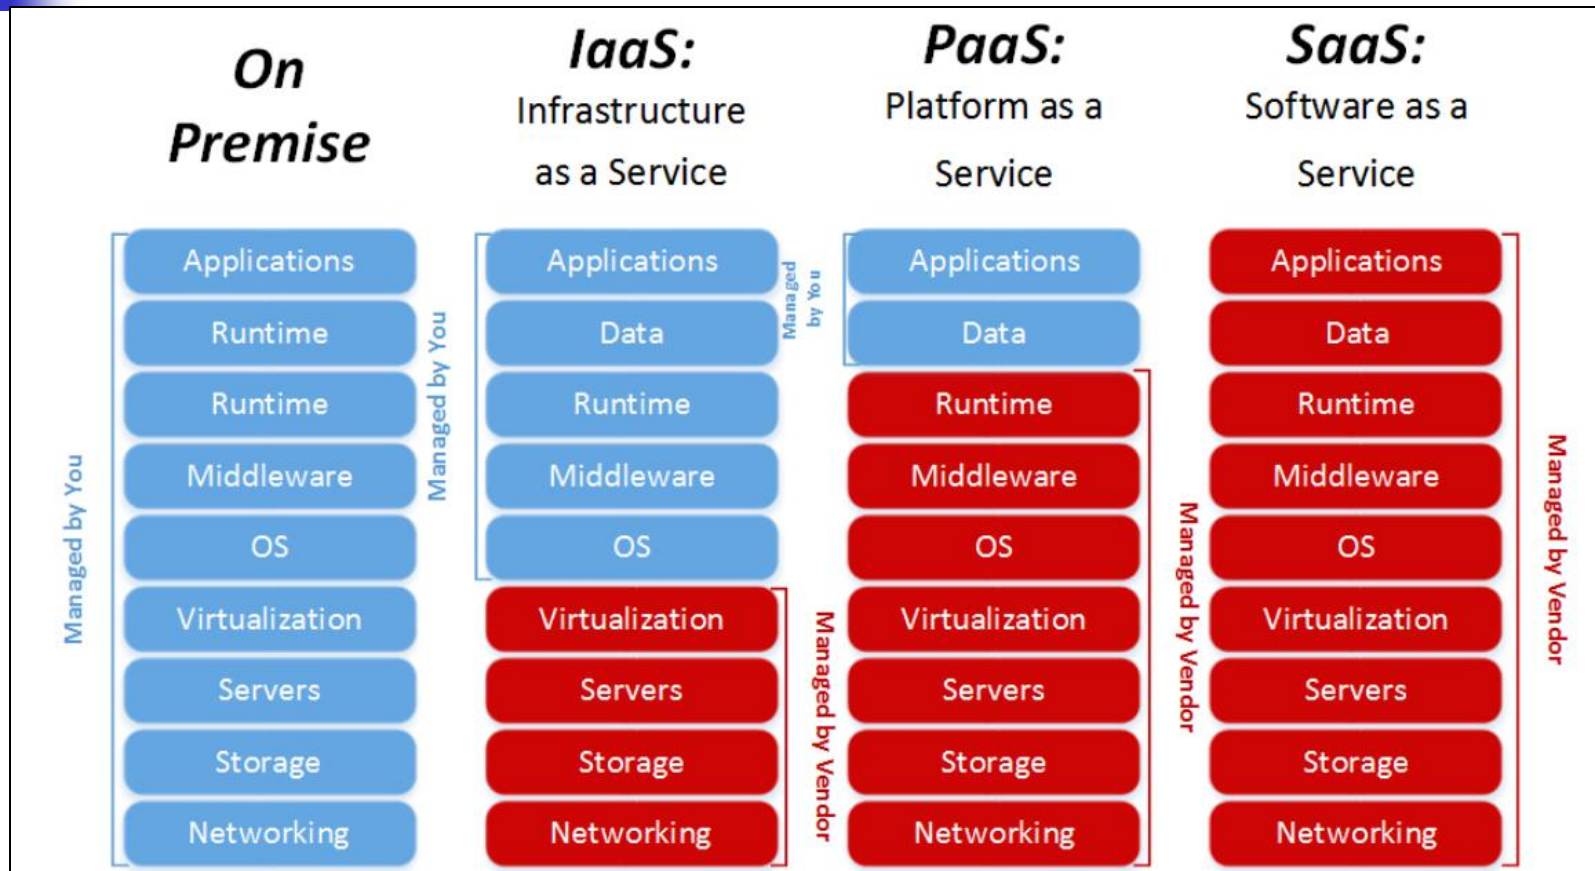 On
Premise
Managed by You
Applications
Runtime
Runtime
Middleware
OS
Virtualization
Servers
Storage
Networking
IaaS:
Infrastructure
as a Service
Managed by You
Applications
Data
Runtime
Middleware
OS
Virtualization
Servers
Storage
Networking
Managed by Vendor
PaaS:
Platform as a
Service
Managed
by You
Applications
Data
Runtime
Middleware
OS
Virtualization
Servers
Storage
Networking
Managed by Vendor
SaaS:
Software as a
Service
Applications
Data
Runtime
Middleware
OS
Virtualization
Servers
Storage
Networking
Managed by Vendor